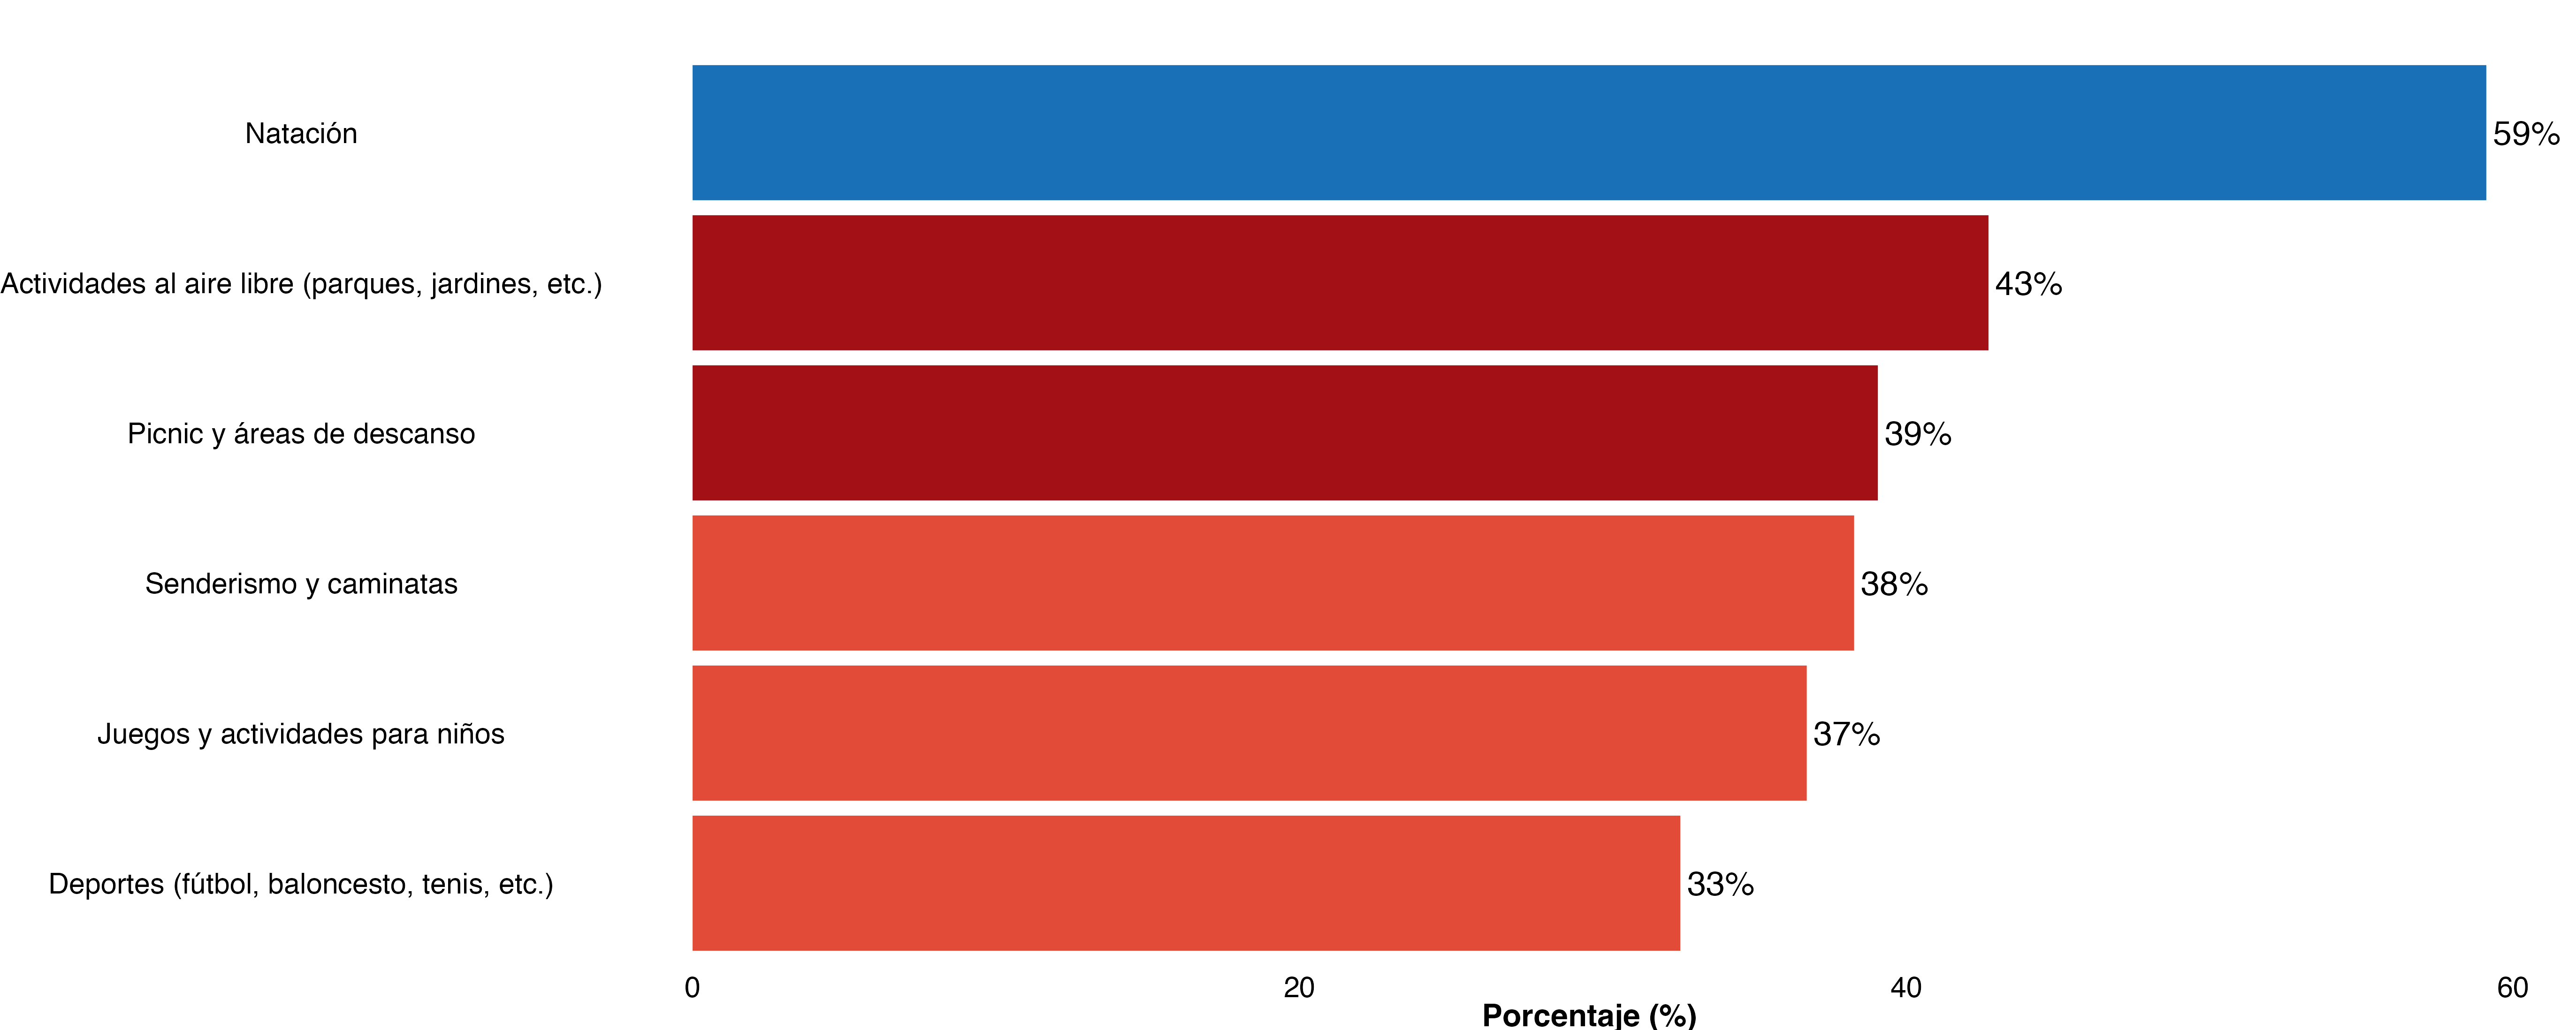 Natación
59%
Actividades al aire libre (parques, jardines, etc.)
43%
Picnic y áreas de descanso
39%
Senderismo y caminatas
38%
Juegos y actividades para niños
37%
Deportes (fútbol, baloncesto, tenis, etc.)
33%
0 20 40 60
Porcentaje (%)